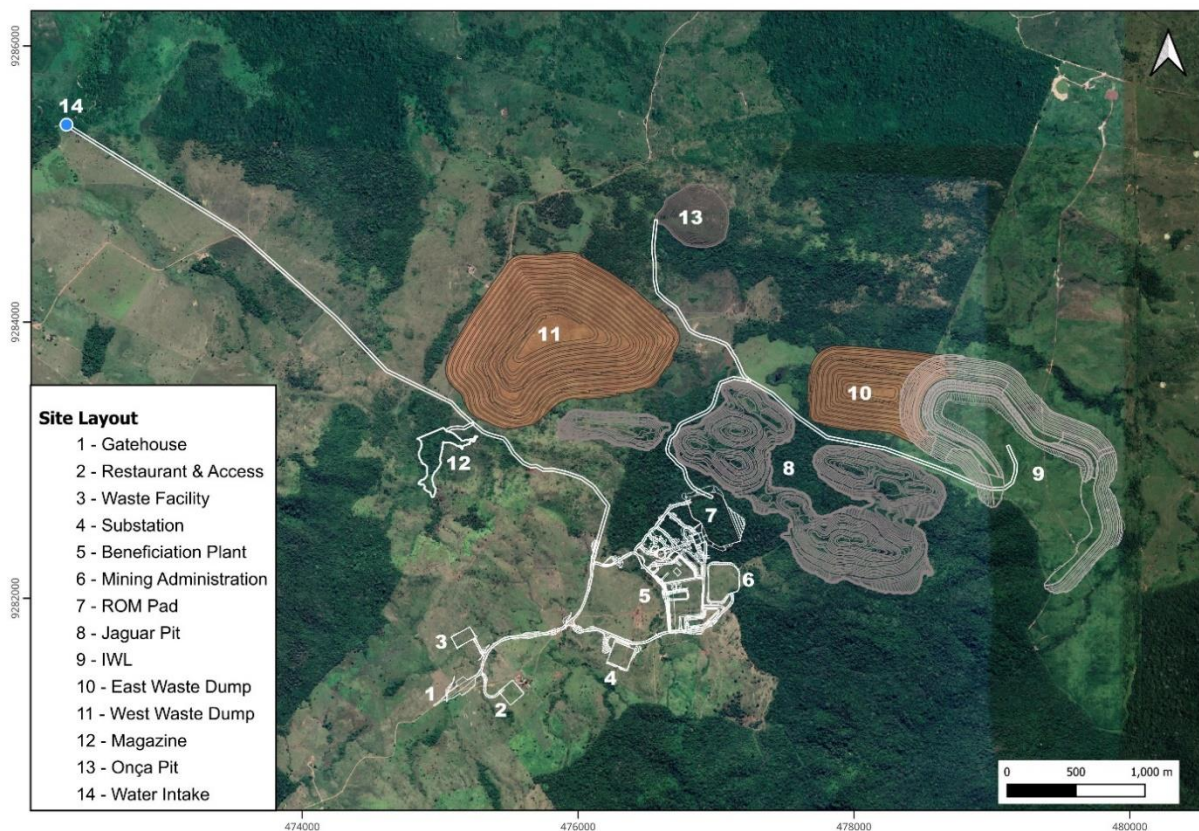 9286000
14
13
9284000
11
10
Site Layout
1 - Gatehouse
2 - Restaurant & Access
3 - Waste Facility
4 - Substation
5 - Beneficiation Plant
6 - Mining Administration
7 - ROM Pad
8 - Jaguar Pit
9 - IWL
10 - East Waste Dump
11 - West Waste Dump
12 - Magazine
13 - Onça Pit
14 - Water Intake
12
8
9
7
9282000
5
6
3
4
1
2
0 500 1,000 m
474000 476000 478000 480000